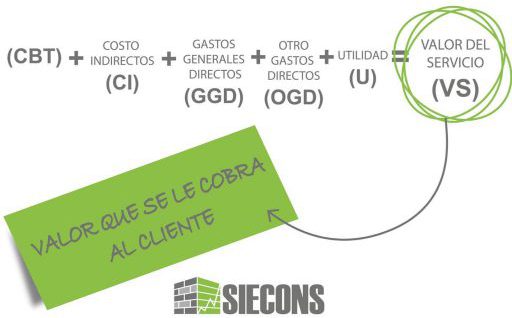 (CBT) + COSTO INDIRECTOS (CI) + GASTOS GENERALES DIRECTOS (GGD) + OTRO GASTOS DIRECTOS (OGD) + UTILIDAD (U) = VALOR DEL SERVICIO (VS)
VALOR QUE SE LE COBRA
AL CLIENTE
SIECONS